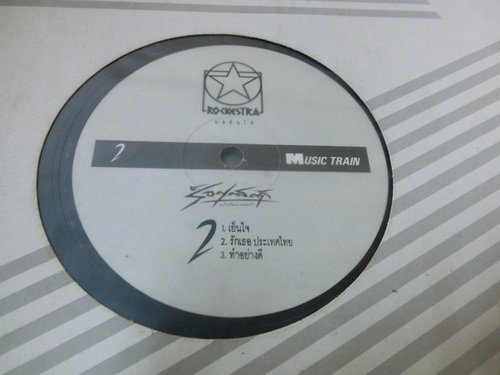 ROCKESTRA
2
MUSIC TRAIN
2
1. เย็นใจ
2. รักเธอ ประเทศไทย
3. ทำอย่างดี